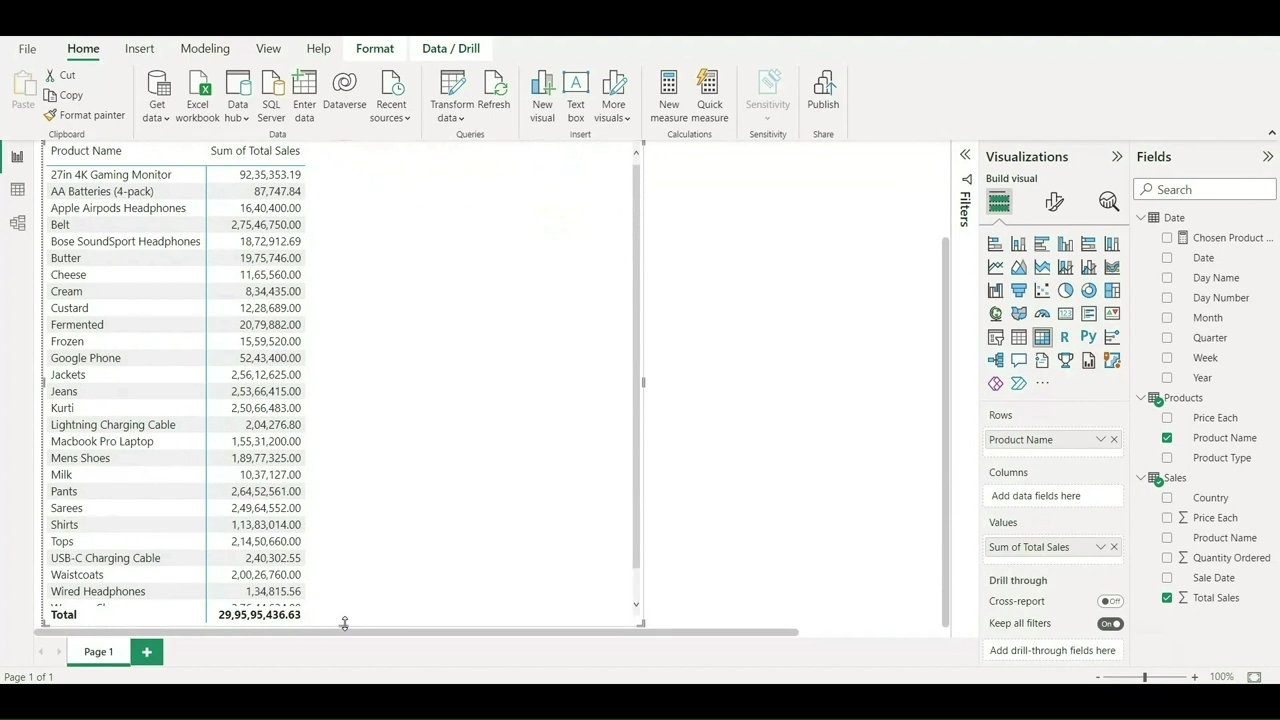 File Home Insert Modeling View Help Format Data / Drill
Paste
Cut
Copy
Format painter
Clipboard
Get data
Excel workbook
Data hub
SQL Server
Enter data
Dataverse
Recent sources
Data
Transform data
Refresh
Queries
New visual
Text box
More visuals
Insert
New measure
Quick measure
Calculations
Sensitivity
Sensitivity
Publish
Share
Product Name Sum of Total Sales
27in 4K Gaming Monitor 92,35,353.19
AA Batteries (4-pack) 87,747.84
Apple Airpods Headphones 16,40,400.00
Belt 2,75,46,750.00
Bose SoundSport Headphones 18,72,912.69
Butter 19,75,746.00
Cheese 11,65,560.00
Cream 8,34,435.00
Custard 12,28,689.00
Fermented 20,79,882.00
Frozen 15,59,520.00
Google Phone 52,43,400.00
Jackets 2,56,12,625.00
Jeans 2,53,66,415.00
Kurti 2,50,66,483.00
Lightning Charging Cable 2,04,276.80
Macbook Pro Laptop 1,55,31,200.00
Mens Shoes 1,89,77,325.00
Milk 10,37,127.00
Pants 2,64,52,561.00
Sarees 2,49,64,552.00
Shirts 1,13,83,014.00
Tops 2,14,50,660.00
USB-C Charging Cable 2,40,302.55
Waistcoats 2,00,26,760.00
Wired Headphones 1,34,815.56
Total 29,95,95,436.63
Filters
Visualizations
Build visual
R Py
123
Rows
Product Name
Columns
Add data fields here
Values
Sum of Total Sales
Drill through
Cross-report Off
Keep all filters On
Add drill-through fields here
Fields
Search
Date
Chosen Product ...
Date
Day Name
Day Number
Month
Quarter
Week
Year
Products
Price Each
Product Name
Product Type
Sales
Country
Price Each
Product Name
Quantity Ordered
Sale Date
Total Sales
Page 1
Page 1 of 1
100%